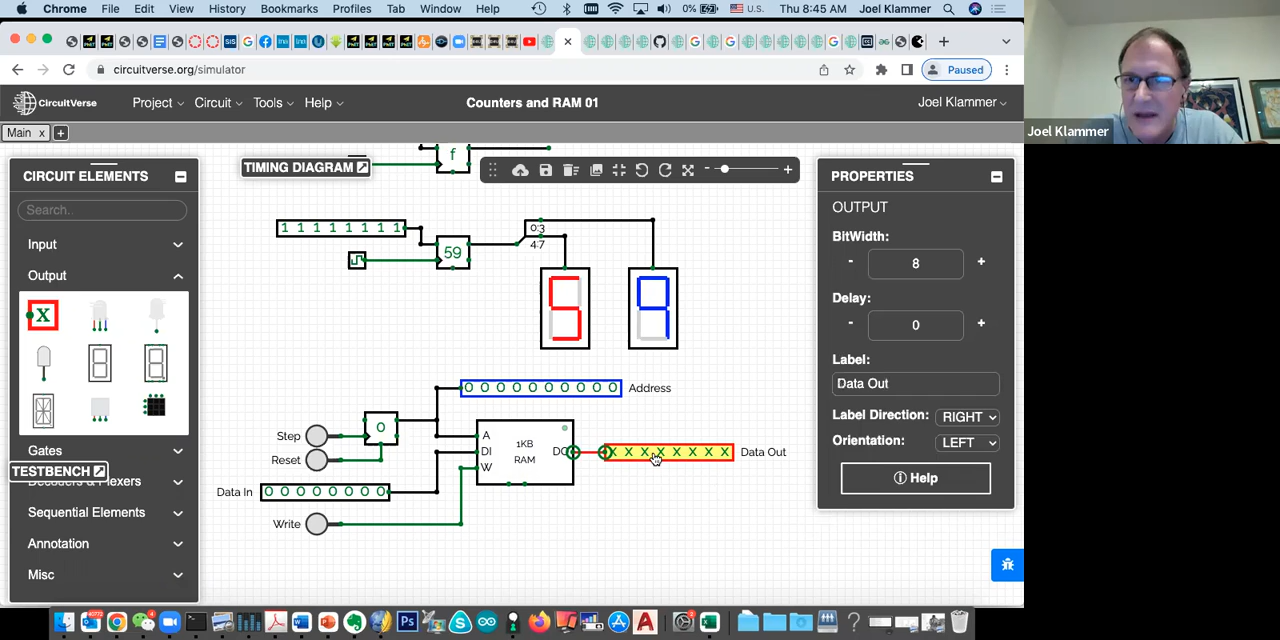 Chrome File Edit View History Bookmarks Profiles Tab Window Help 0% U.S. Thu 8:45 AM Joel Klammer
circuitverse.org/simulator Paused
CircuitVerse Project Circuit Tools Help Counters and RAM 01 Joel Klammer
Joel Klammer
Main x +
CIRCUIT ELEMENTS
Search..
Input
Output
X
Gates
TESTBENCH
Decoders & Plexers
Sequential Elements
Annotation
Misc
TIMING DIAGRAM
f
1 1 1 1 1 1 1 1
59
0:3
4:7
0 0 0 0 0 0 0 0 0 0 Address
Step
0
Reset
A
DI
W
1KB
RAM
DO
X X X X X X X X Data Out
Data In 0 0 0 0 0 0 0 0
Write
PROPERTIES
OUTPUT
BitWidth:
- 8 +
Delay:
- 0 +
Label:
Data Out
Label Direction: RIGHT
Orientation: LEFT
Help